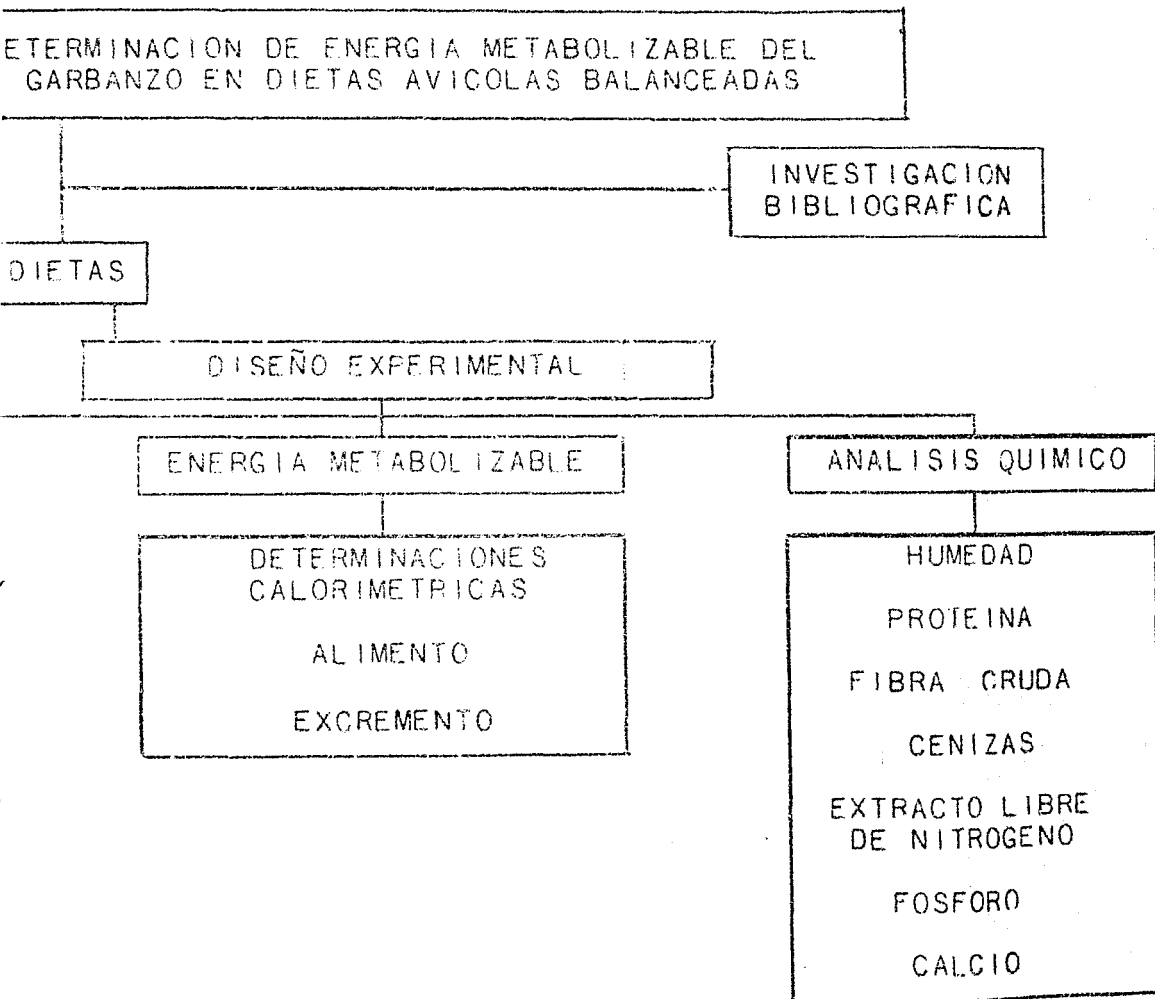 ETERMINACION DE ENERGIA METABOLIZABLE DEL
GARBANZO EN DIETAS AVICOLAS BALANCEADAS
INVESTIGACION
BIBLIOGRAFICA
DIETAS
DISEÑO EXPERIMENTAL
ENERGIA METABOLIZABLE
DETERMINACIONES
CALORIMETRICAS
ALIMENTO
EXCREMENTO
ANALISIS QUIMICO
HUMEDAD
PROTEINA
FIBRA CRUDA
CENIZAS
EXTRACTO LIBRE
DE NITROGENO
FOSFORO
CALCIO